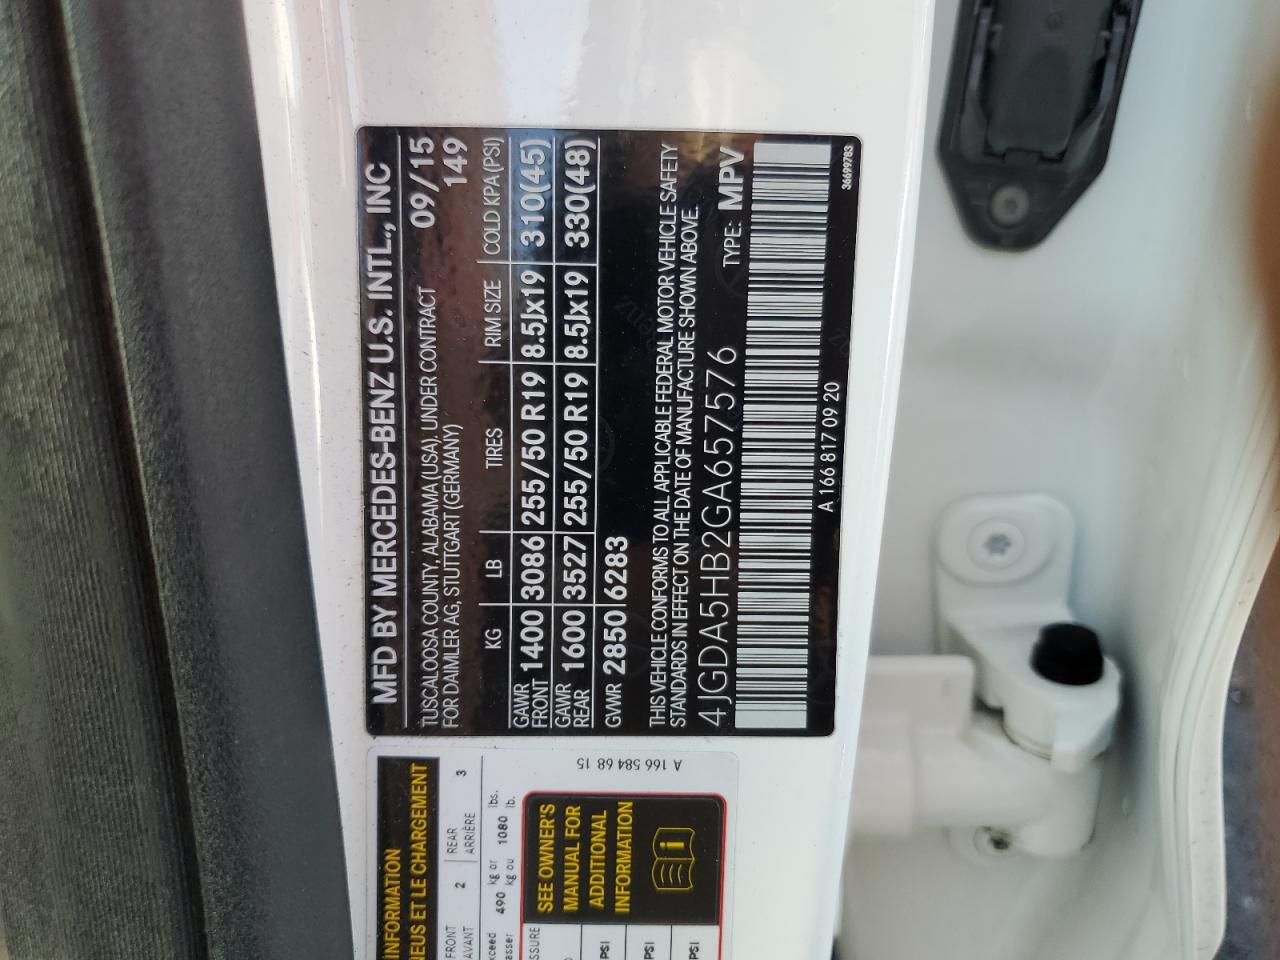 MFD BY MERCEDES-BENZ U.S. INTL., INC
TUSCALOOSA COUNTY, ALABAMA (USA), UNDER CONTRACT 09/15
FOR DAIMLER AG, STUTTGART (GERMANY) 149
KG LB TIRES RIM SIZE COLD KPA (PSI)
GAWR FRONT 1400 3086 255/50 R19 8.5Jx19 310(45)
GAWR REAR 1600 3527 255/50 R19 8.5Jx19 330(48)
GVWR 2850 6283
THIS VEHICLE CONFORMS TO ALL APPLICABLE FEDERAL MOTOR VEHICLE SAFETY
STANDARDS IN EFFECT ON THE DATE OF MANUFACTURE SHOWN ABOVE.
4JGDA5HB2GA657576 TYPE: MPV
A 166 817 09 20 36699783
INFORMATION
NEUS ET LE CHARGEMENT
FRONT 2 REAR 3
AVANT ARRIÈRE
xceed 490 kg or 1080 lbs.
asser kg ou lb.
SSURE
PSI
PSI
PSI
SEE OWNER'S
MANUAL FOR
ADDITIONAL
INFORMATION
A 166 584 68 15